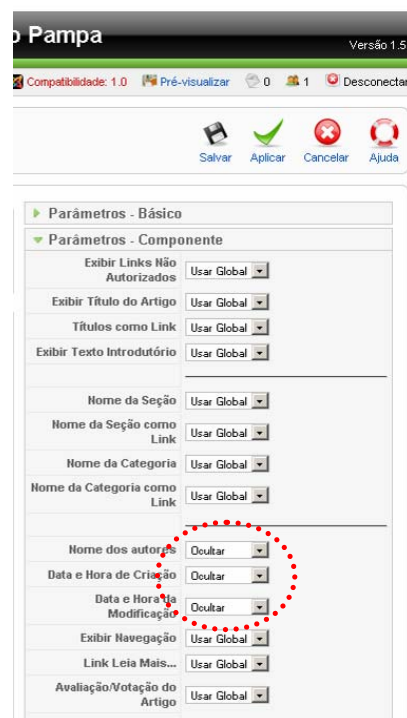 o Pampa
Versão 1.5
Compatibilidade: 1.0 Pré-visualizar 0 1 Desconectar
Salvar Aplicar Cancelar Ajuda
Parâmetros - Básico
Parâmetros - Componente
Exibir Links Não
Autorizados Usar Global
Exibir Título do Artigo Usar Global
Títulos como Link Usar Global
Exibir Texto Introdutório Usar Global
Nome da Seção Usar Global
Nome da Seção como
Link Usar Global
Nome da Categoria Usar Global
Nome da Categoria como
Link Usar Global
Nome dos autores Ocultar
Data e Hora de Criação Ocultar
Data e Hora da
Modificação Ocultar
Exibir Navegação Usar Global
Link Leia Mais... Usar Global
Avaliação/Votação do
Artigo Usar Global